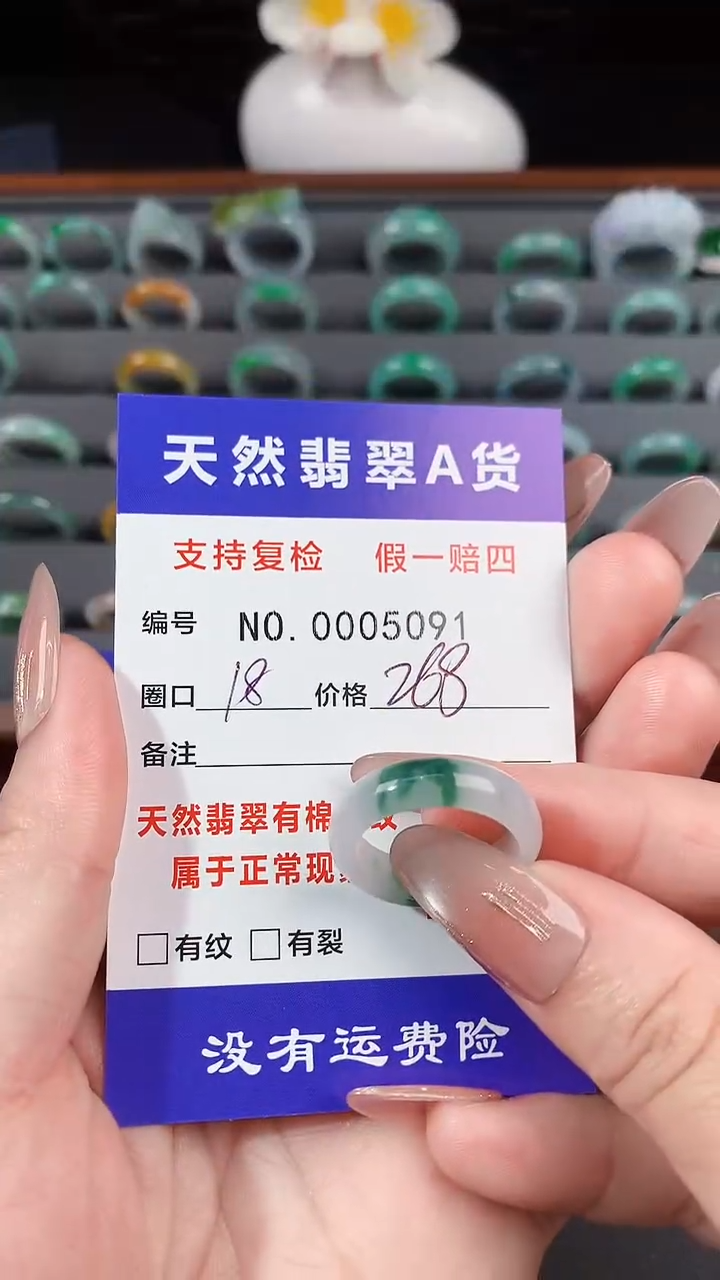 天然翡翠A货
支持复检 假一赔四
编号 NO.0005091
圈口 18 价格 268
备注
天然翡翠有棉
属于正常现
□有纹 □有裂
没有运费险